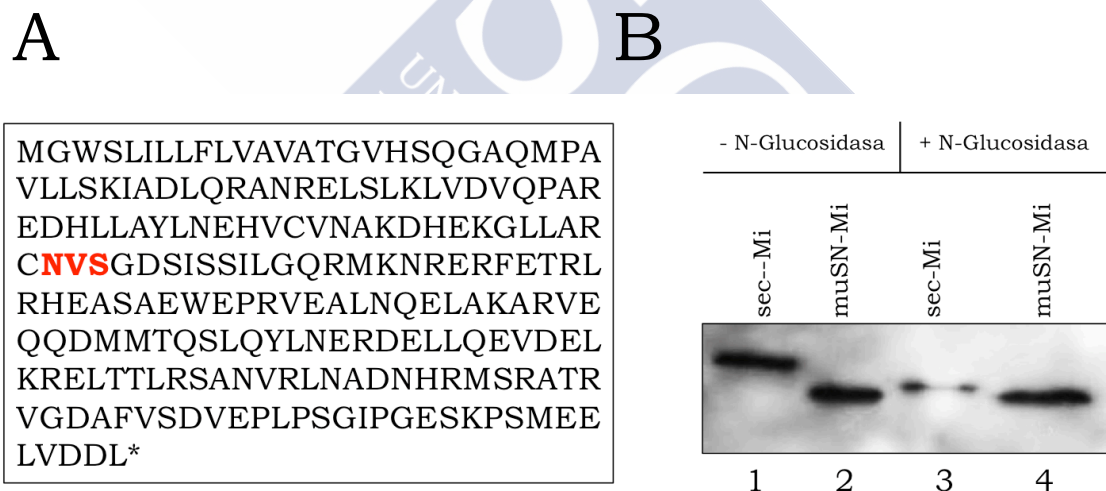 A
B
UN
MGWSLILLFLVAVATGVHSQGAQMPA
VLLSKIADLQRANRELSLKLVDVQPAR
EDHLLAYLNEHVCVNAKDHEKGLLAR
CNVSGDSISSILGQRMKNRERFETRL
RHEASAEWEPRVEALNQELAKARVE
QQDMMTQSLQYLNERDELLQEVDEL
KRELTTLRSANVRLNADNHRMSRATR
VGDAFVSDVEPLPSGIPGESKPSMEE
LVDDL*
- N-Glucosidasa
+ N-Glucosidasa
sec--Mi
muSN-Mi
sec-Mi
muSN-Mi
1 2 3 4